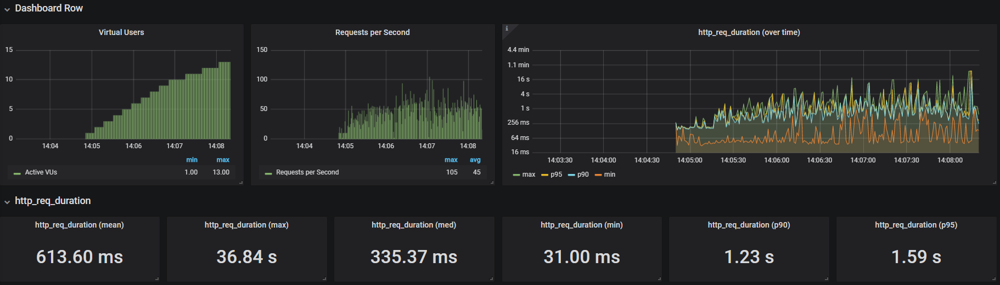 Dashboard Row
Virtual Users
15
10
5
0
14:04 14:05 14:06 14:07 14:08
min max
Active VUs 1.00 13.00
Requests per Second
150
100
50
0
14:04 14:05 14:06 14:07 14:08
max avg
Requests per Second 105 45
i
http_req_duration (over time)
4.4 min
1.1 min
16 s
4 s
1 s
256 ms
64 ms
16 ms
14:03:30 14:04:00 14:04:30 14:05:00 14:05:30 14:06:00 14:06:30 14:07:00 14:07:30 14:08:00
max p95 p90 min
http_req_duration
http_req_duration (mean)
613.60 ms
http_req_duration (max)
36.84 s
http_req_duration (med)
335.37 ms
http_req_duration (min)
31.00 ms
http_req_duration (p90)
1.23 s
http_req_duration (p95)
1.59 s